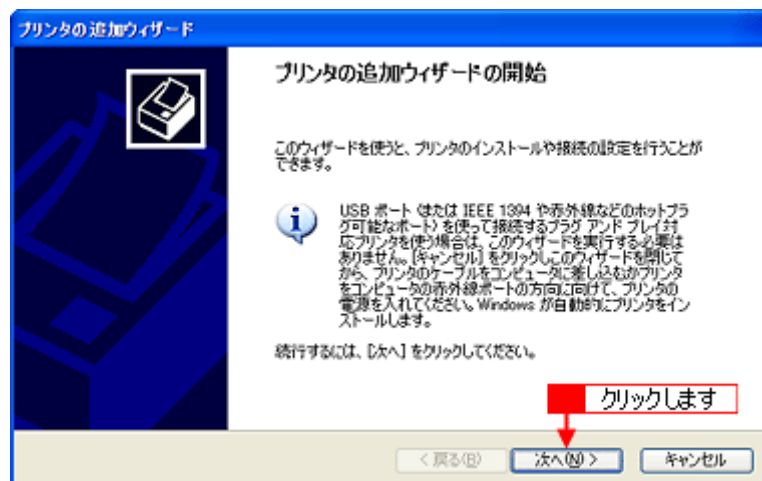 プリンタの追加ウィザード
プリンタの追加ウィザードの開始
このウィザードを使うと、プリンタのインストールや接続の設定を行うことが
できます。
USB ポート (または IEEE 1394 や赤外線などのホットプラ
グ可能なポート) を使って接続するプラグ アンド プレイ対
応プリンタを使う場合は、このウィザードを実行する必要は
ありません。[キャンセル] をクリックしこのウィザードを閉じて
から、プリンタのケーブルをコンピュータに差し込むかプリンタ
をコンピュータの赤外線ポートの方向に向けて、プリンタの
電源を入れてください。Windows が自動的にプリンタをイン
ストールします。
続行するには、[次へ] をクリックしてください。
クリックします
< 戻る(B)
次へ(N) >
キャンセル